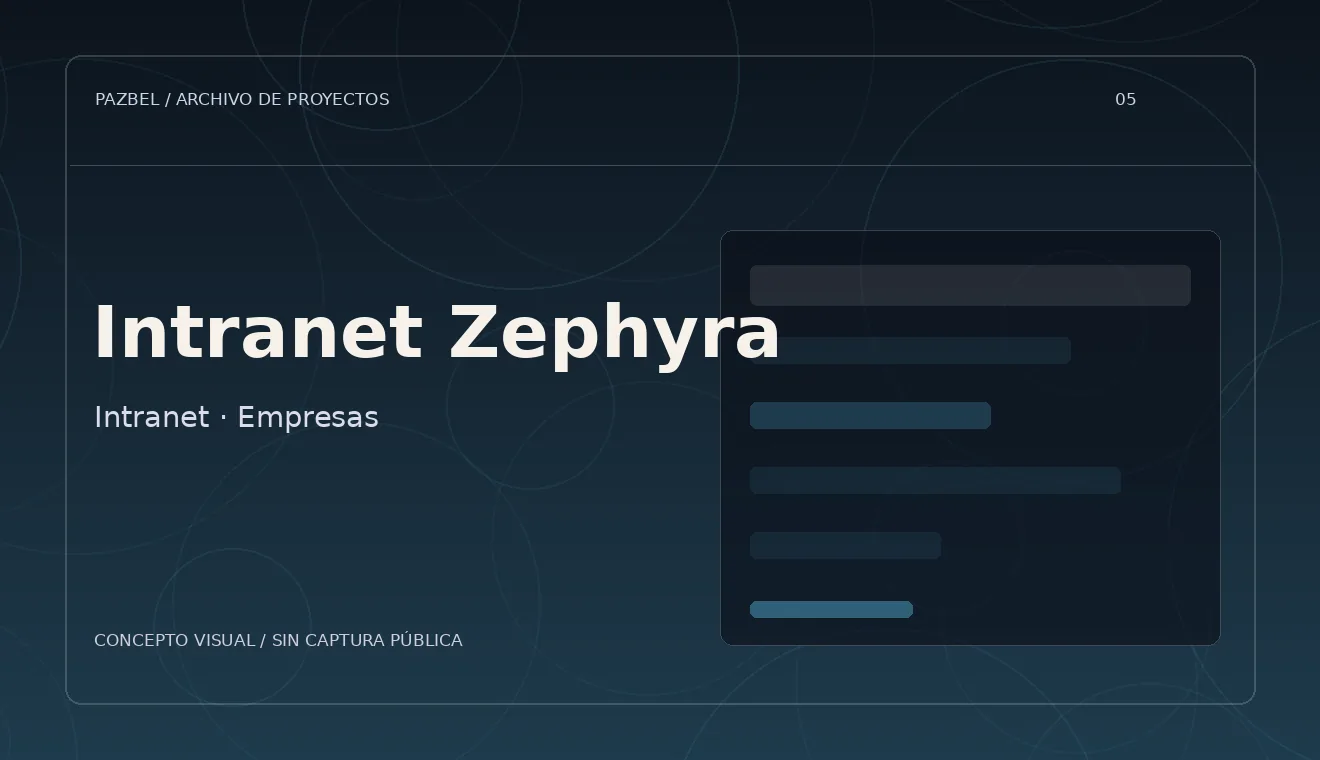 PAZBEL / ARCHIVO DE PROYECTOS
05
Intranet Zephyra
Intranet · Empresas
CONCEPTO VISUAL / SIN CAPTURA PÚBLICA